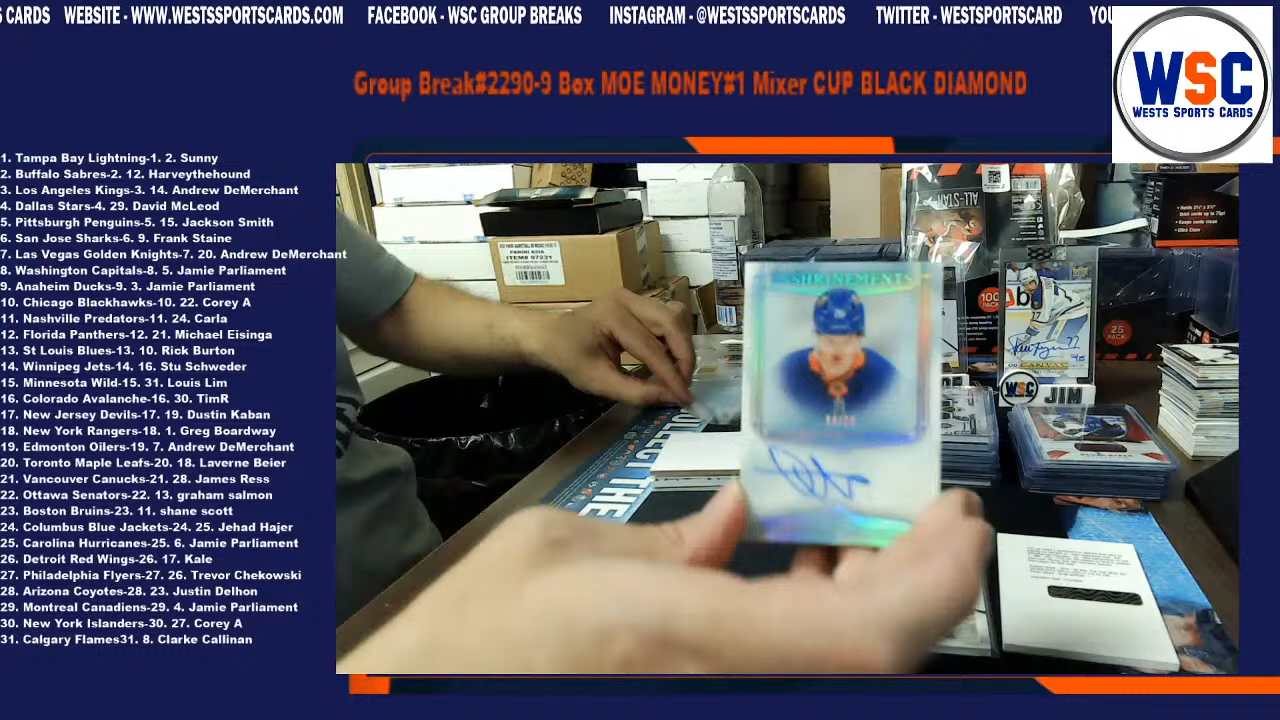 S CARDS WEBSITE - WWW.WESTSSPORTSCARDS.COM FACEBOOK - WSC GROUP BREAKS INSTAGRAM - @WESTSSPORTSCARDS TWITTER - WESTSPORTSCARD YOU
WSC
WESTS SPORTS CARDS
Group Break#2290-9 Box MOE MONEY#1 Mixer CUP BLACK DIAMOND
1. Tampa Bay Lightning-1. 2. Sunny
2. Buffalo Sabres-2. 12. Harveythehound
3. Los Angeles Kings-3. 14. Andrew DeMerchant
4. Dallas Stars-4. 29. David McLeod
5. Pittsburgh Penguins-5. 15. Jackson Smith
6. San Jose Sharks-6. 9. Frank Staine
7. Las Vegas Golden Knights-7. 20. Andrew DeMerchant
8. Washington Capitals-8. 5. Jamie Parliament
9. Anaheim Ducks-9. 3. Jamie Parliament
10. Chicago Blackhawks-10. 22. Corey A
11. Nashville Predators-11. 24. Carla
12. Florida Panthers-12. 21. Michael Eisinga
13. St Louis Blues-13. 10. Rick Burton
14. Winnipeg Jets-14. 16. Stu Schweder
15. Minnesota Wild-15. 31. Louis Lim
16. Colorado Avalanche-16. 30. TimR
17. New Jersey Devils-17. 19. Dustin Kaban
18. New York Rangers-18. 1. Greg Boardway
19. Edmonton Oilers-19. 7. Andrew DeMerchant
20. Toronto Maple Leafs-20. 18. Laverne Beier
21. Vancouver Canucks-21. 28. James Ress
22. Ottawa Senators-22. 13. graham salmon
23. Boston Bruins-23. 11. shane scott
24. Columbus Blue Jackets-24. 25. Jehad Hajer
25. Carolina Hurricanes-25. 6. Jamie Parliament
26. Detroit Red Wings-26. 17. Kale
27. Philadelphia Flyers-27. 26. Trevor Chekowski
28. Arizona Coyotes-28. 23. Justin Delhon
29. Montreal Canadiens-29. 4. Jamie Parliament
30. New York Islanders-30. 27. Corey A
31. Calgary Flames31. 8. Clarke Callinan
ALL-STAR
PANINI ASIA
97231
SHRINEMENTS
100
PACK
25
PACK
CANVAS
WSC
JIM
COLLECT THE